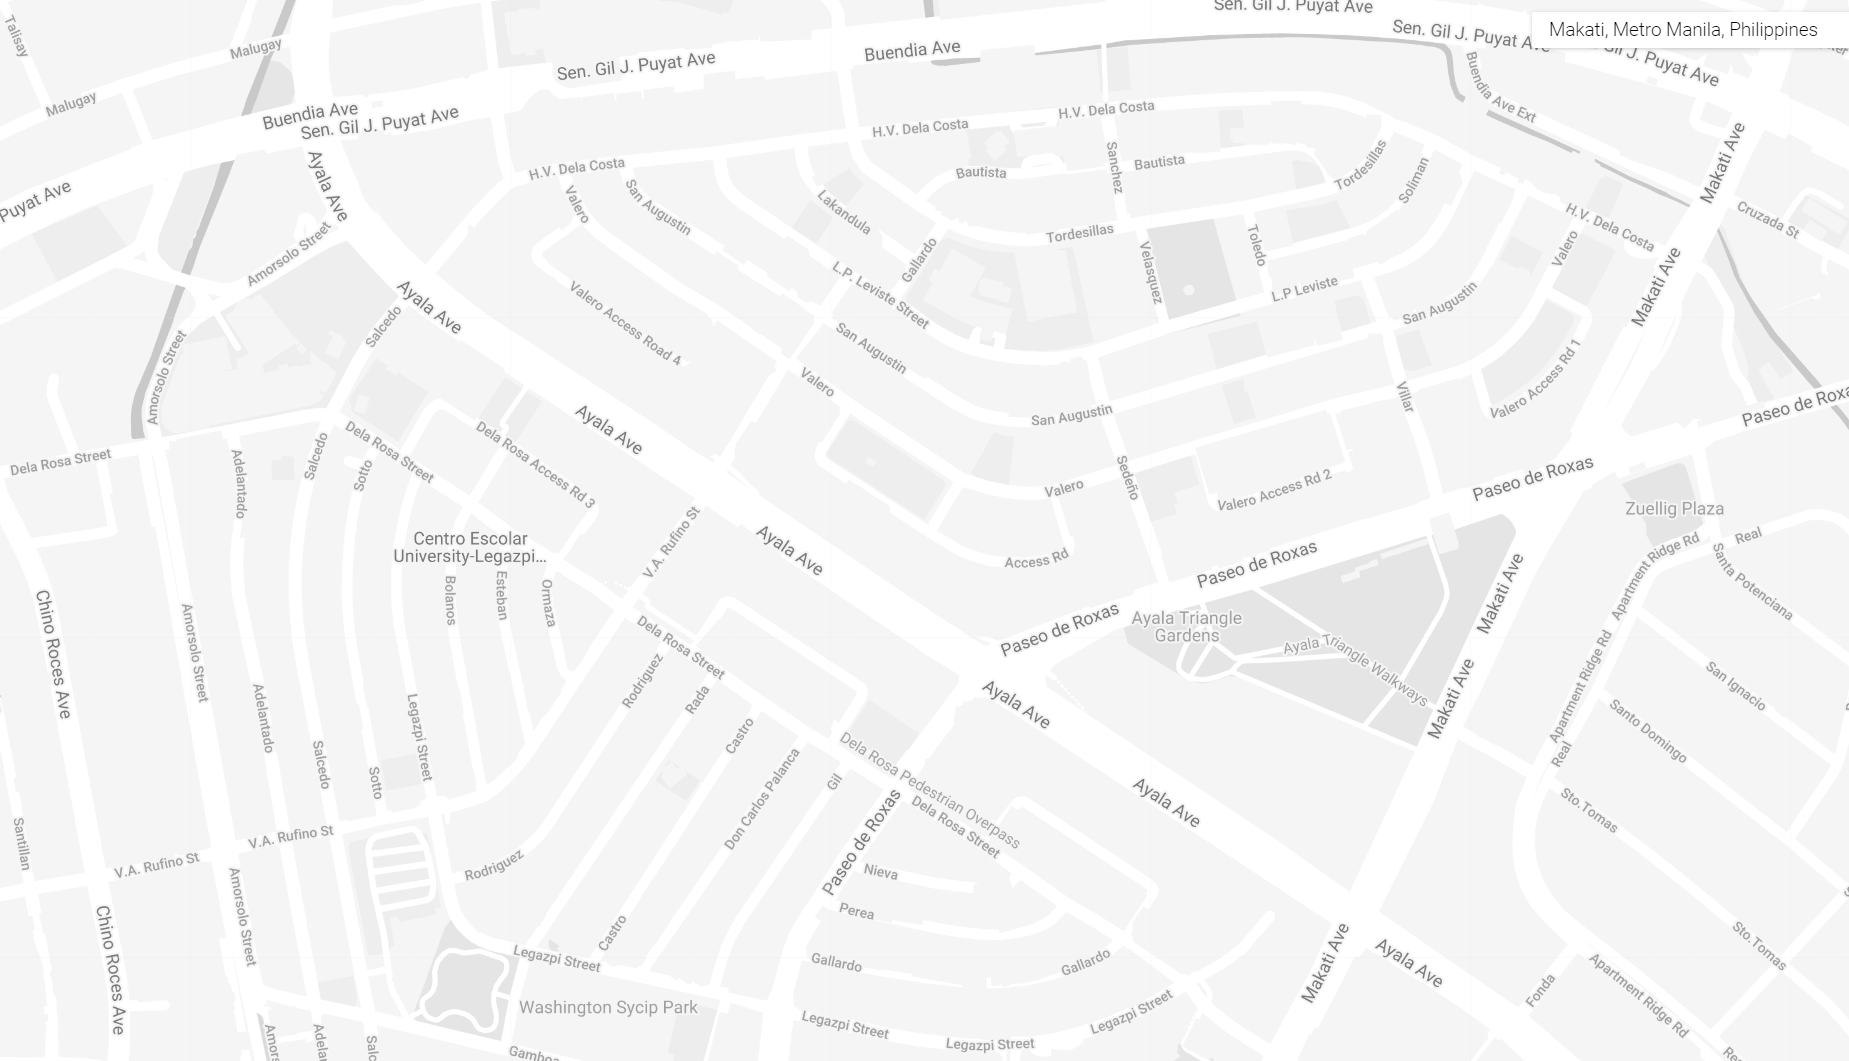 Sen. Gil J. Puyat Ave
Makati, Metro Manila, Philippines
Sen. Gil J. Puyat Ave
Talisay
Malugay
Buendia Ave
Sen. Gil J. Puyat Ave
Buendia Ave Ext
Malugay
Buendia Ave
Sen. Gil J. Puyat Ave
H.V. Dela Costa
H.V. Dela Costa
Makati Ave
Ayala Ave
H.V. Dela Costa
Bautista
Sanchez
Bautista
Tordesillas
Soliman
Puyat Ave
Valero
San Augustin
Lakandula
Cruzada St
H.V. Dela Costa
Amorsolo Street
Gallardo
Tordesillas
Velasquez
Toledo
Valero
Makati Ave
Ayala Ave
Salcedo
Valero Access Road 4
L.P. Leviste Street
L.P Leviste
San Augustin
San Augustin
Amorsolo Street
Valero
Villar
Valero Access Rd 1
Ayala Ave
San Augustin
Paseo de Roxas
Dela Rosa Street
Adelantado
Salcedo
Sotto
Dela Rosa Street
Dela Rosa Access Rd 3
Valero
Sedeño
Valero Access Rd 2
Paseo de Roxas
Zuellig Plaza
Centro Escolar
University-Legazpi...
V.A. Rufino St
Ayala Ave
Access Rd
Paseo de Roxas
Makati Ave
Apartment Ridge Rd
Real
Santa Potenciana
Chino Roces Ave
Amorsolo Street
Bolanos
Esteban
Ormaza
Dela Rosa Street
Paseo de Roxas
Ayala Triangle
Gardens
Ayala Triangle Walkways
Adelantado
Salcedo
Sotto
Legazpi Street
Rodriguez
Rada
Castro
Ayala Ave
Makati Ave
Apartment Ridge Rd
Real
San Ignacio
Santo Domingo
Don Carlos Palanca
Gil
Dela Rosa Pedestrian Overpass
Dela Rosa Street
Ayala Ave
Sto.Tomas
Santillan
V.A. Rufino St
V.A. Rufino St
Rodriguez
Paseo de Roxas
Nieva
Perea
Chino Roces Ave
Amorsolo Street
Castro
Legazpi Street
Gallardo
Gallardo
Makati Ave
Ayala Ave
Sto.Tomas
Fonda
Apartment Ridge Rd
Washington Sycip Park
Legazpi Street
Legazpi Street
Legazpi Street